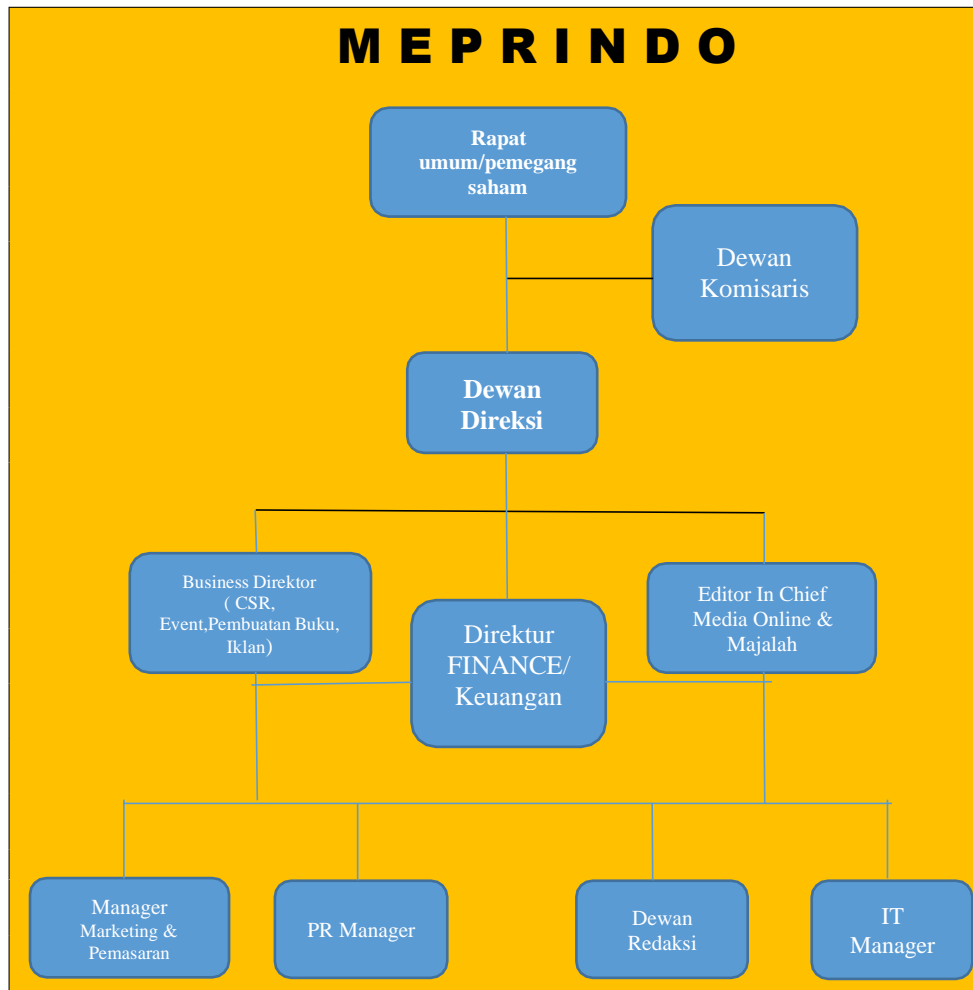 M E P R I N D O
Rapat
umum/pemegang
saham
Dewan
Komisaris
Dewan
Direksi
Business Direktor
( CSR,
Event,Pembuatan Buku,
Iklan)
Direktur
FINANCE/
Keuangan
Editor In Chief
Media Online &
Majalah
Manager
Marketing &
Pemasaran
PR Manager
Dewan
Redaksi
IT
Manager